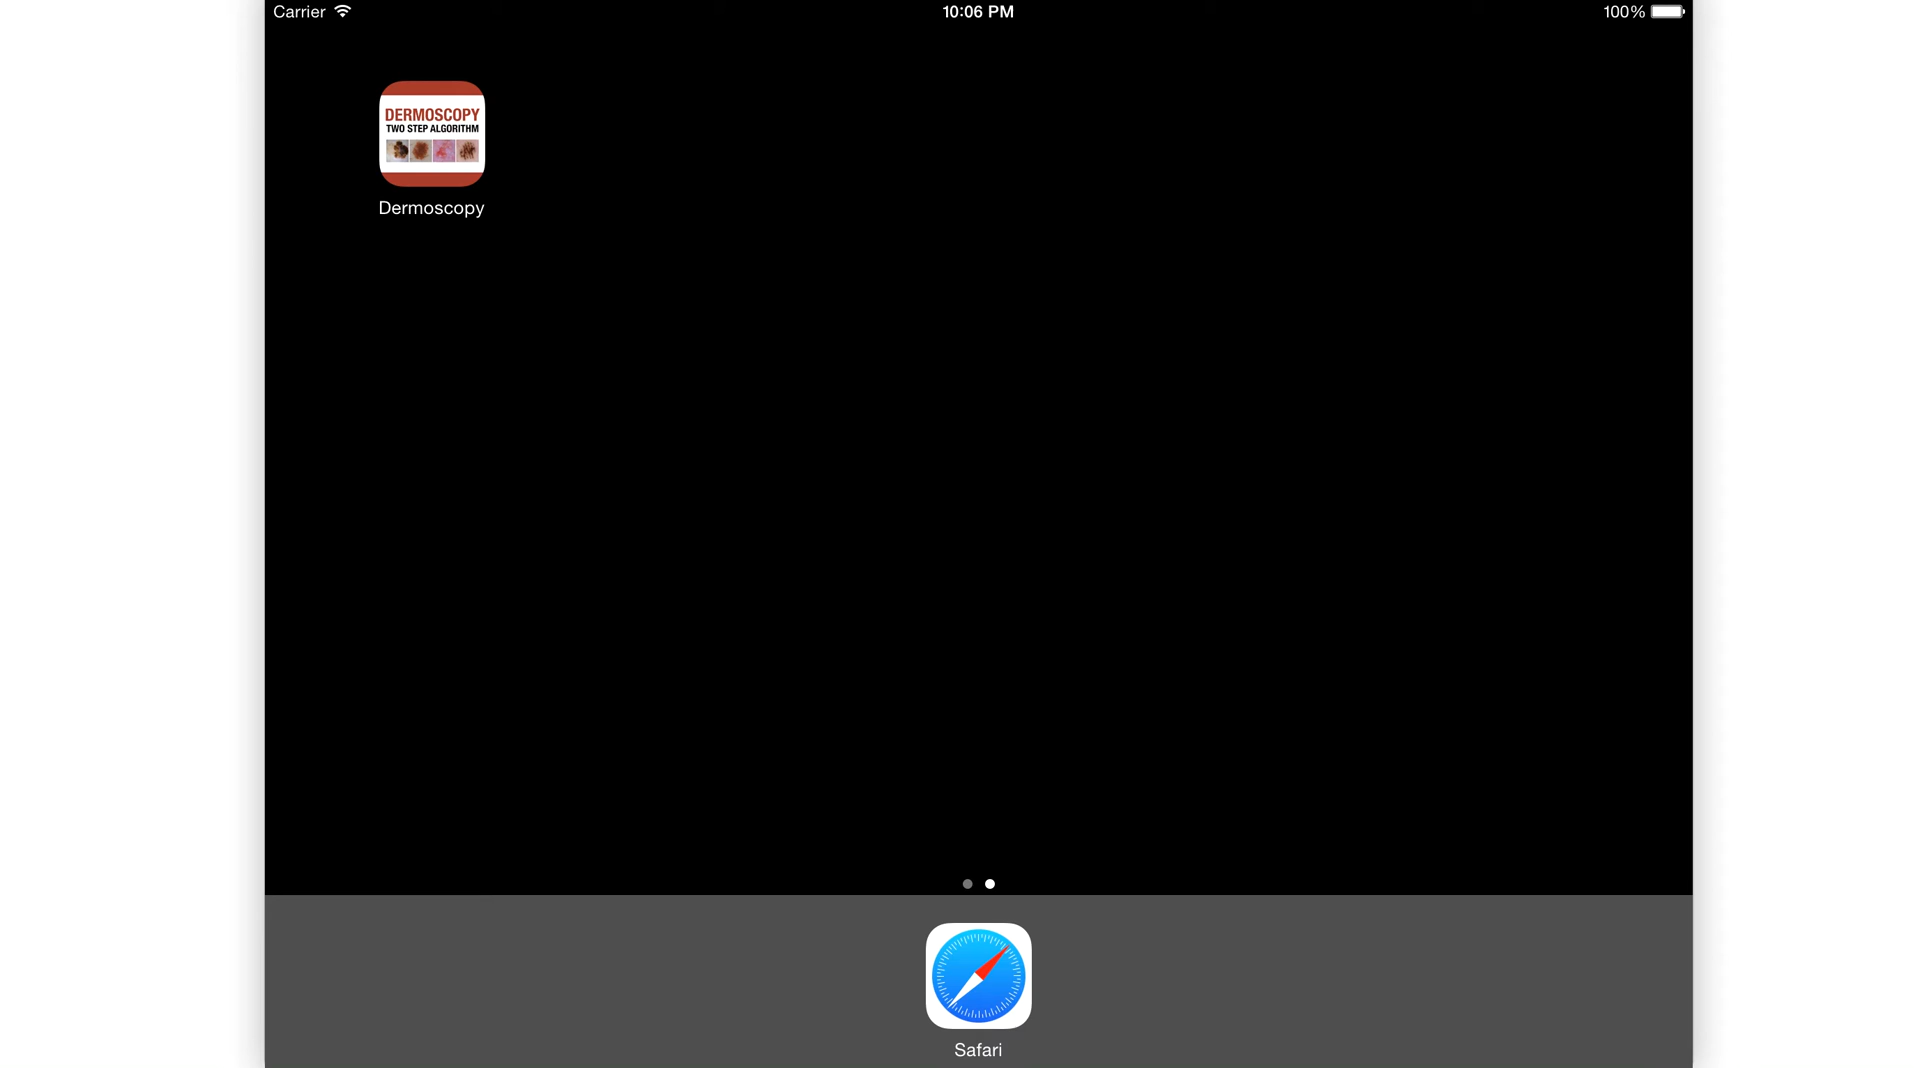 Carrier
10:06 PM
100%
DERMOSCOPY
TWO STEP ALGORITHM
Dermoscopy
Safari